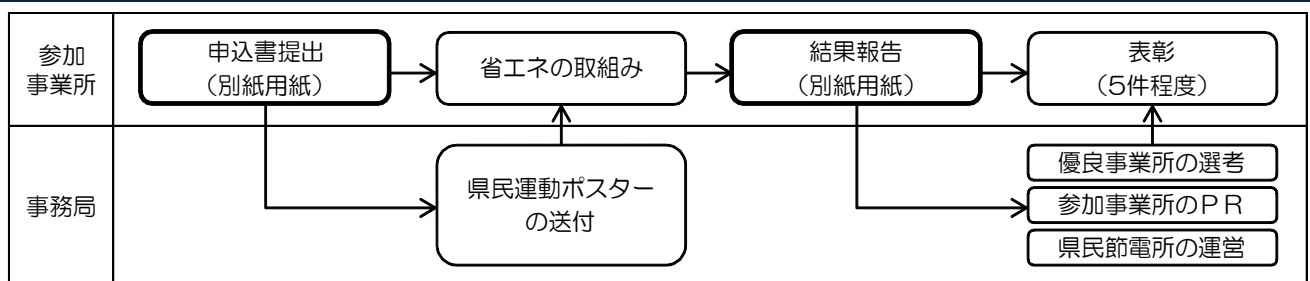 参加
事業所
申込書提出
(別紙用紙)
省エネの取組み
結果報告
(別紙用紙)
表彰
(5件程度)
事務局
県民運動ポスター
の送付
優良事業所の選考
参加事業所のPR
県民節電所の運営